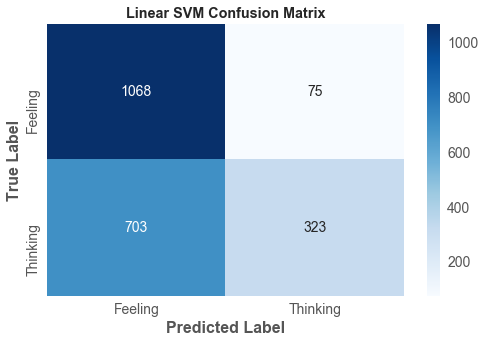 Linear SVM Confusion Matrix
True Label
Feeling
Thinking
1068
75
703
323
Feeling
Thinking
Predicted Label
1000
800
600
400
200